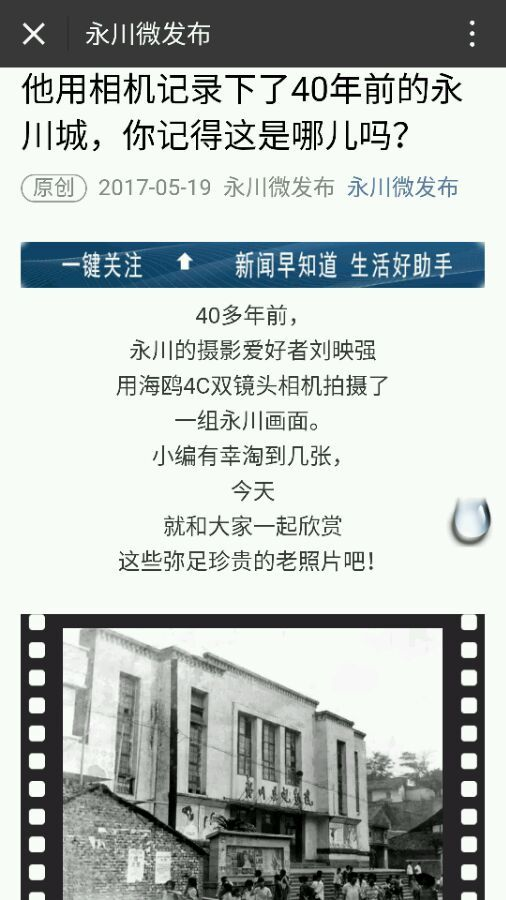 永川微发布
他用相机记录下了40年前的永
川城，你记得这是哪儿吗？
原创 2017-05-19 永川微发布 永川微发布
一键关注 新闻早知道 生活好助手
40多年前，
永川的摄影爱好者刘映强
用海鸥4C双镜头相机拍摄了
一组永川画面。
小编有幸淘到几张，
今天
就和大家一起欣赏
这些弥足珍贵的老照片吧！